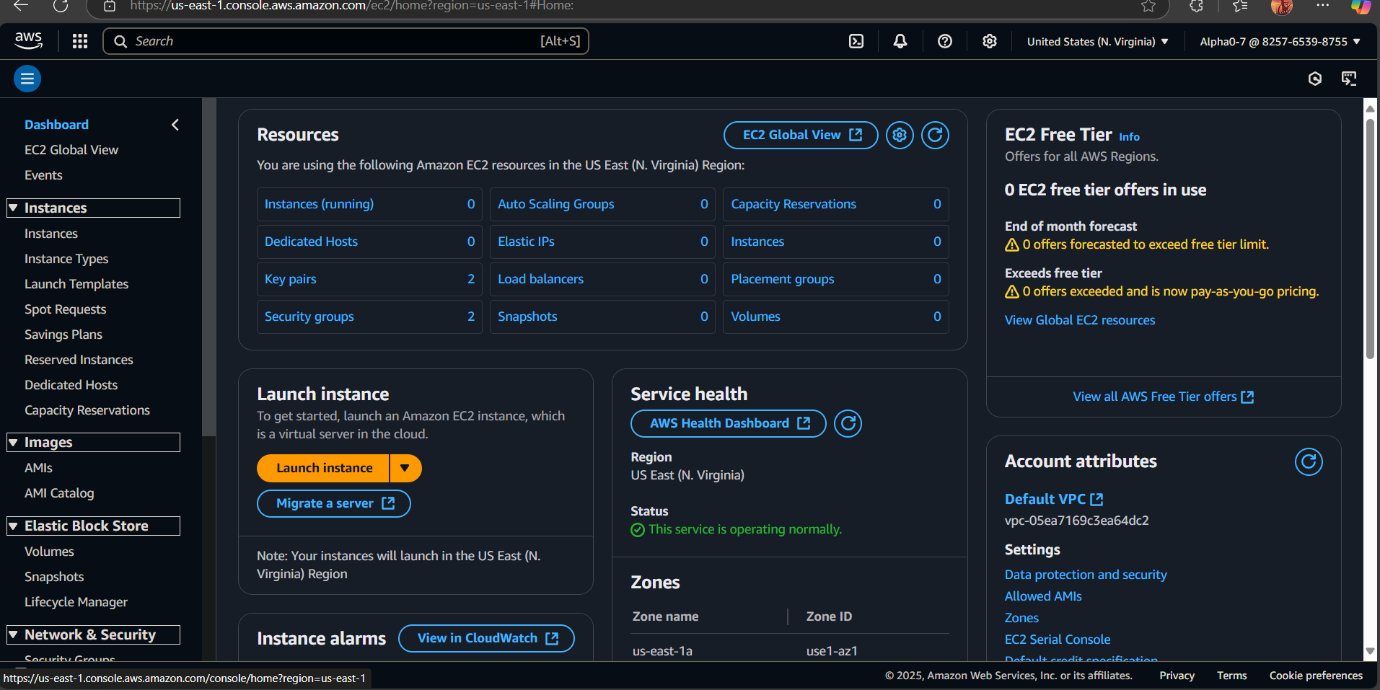 https://us-east-1.console.aws.amazon.com/ec2/home?region=us-east-1#Home:
aws
Search
[Alt+S]
United States (N. Virginia)
Alpha0-7 @ 8257-6539-8755
Dashboard
EC2 Global View
Events
Instances
Instances
Instance Types
Launch Templates
Spot Requests
Savings Plans
Reserved Instances
Dedicated Hosts
Capacity Reservations
Images
AMIs
AMI Catalog
Elastic Block Store
Volumes
Snapshots
Lifecycle Manager
Network & Security
Security Groups
Resources
EC2 Global View
You are using the following Amazon EC2 resources in the US East (N. Virginia) Region:
Instances (running) 0
Auto Scaling Groups 0
Capacity Reservations 0
Dedicated Hosts 0
Elastic IPs 0
Instances 0
Key pairs 2
Load balancers 0
Placement groups 0
Security groups 2
Snapshots 0
Volumes 0
Launch instance
To get started, launch an Amazon EC2 instance, which
is a virtual server in the cloud.
Launch instance
Migrate a server
Note: Your instances will launch in the US East (N.
Virginia) Region
Instance alarms
View in CloudWatch
Service health
AWS Health Dashboard
Region
US East (N. Virginia)
Status
This service is operating normally.
Zones
Zone name
Zone ID
us-east-1a
use1-az1
EC2 Free Tier Info
Offers for all AWS Regions.
0 EC2 free tier offers in use
End of month forecast
0 offers forecasted to exceed free tier limit.
Exceeds free tier
0 offers exceeded and is now pay-as-you-go pricing.
View Global EC2 resources
View all AWS Free Tier offers
Account attributes
Default VPC
vpc-05ea7169c3ea64dc2
Settings
Data protection and security
Allowed AMIs
Zones
EC2 Serial Console
Default credit specification
https://us-east-1.console.aws.amazon.com/console/home?region=us-east-1
© 2025, Amazon Web Services, Inc. or its affiliates.
Privacy
Terms
Cookie preferences